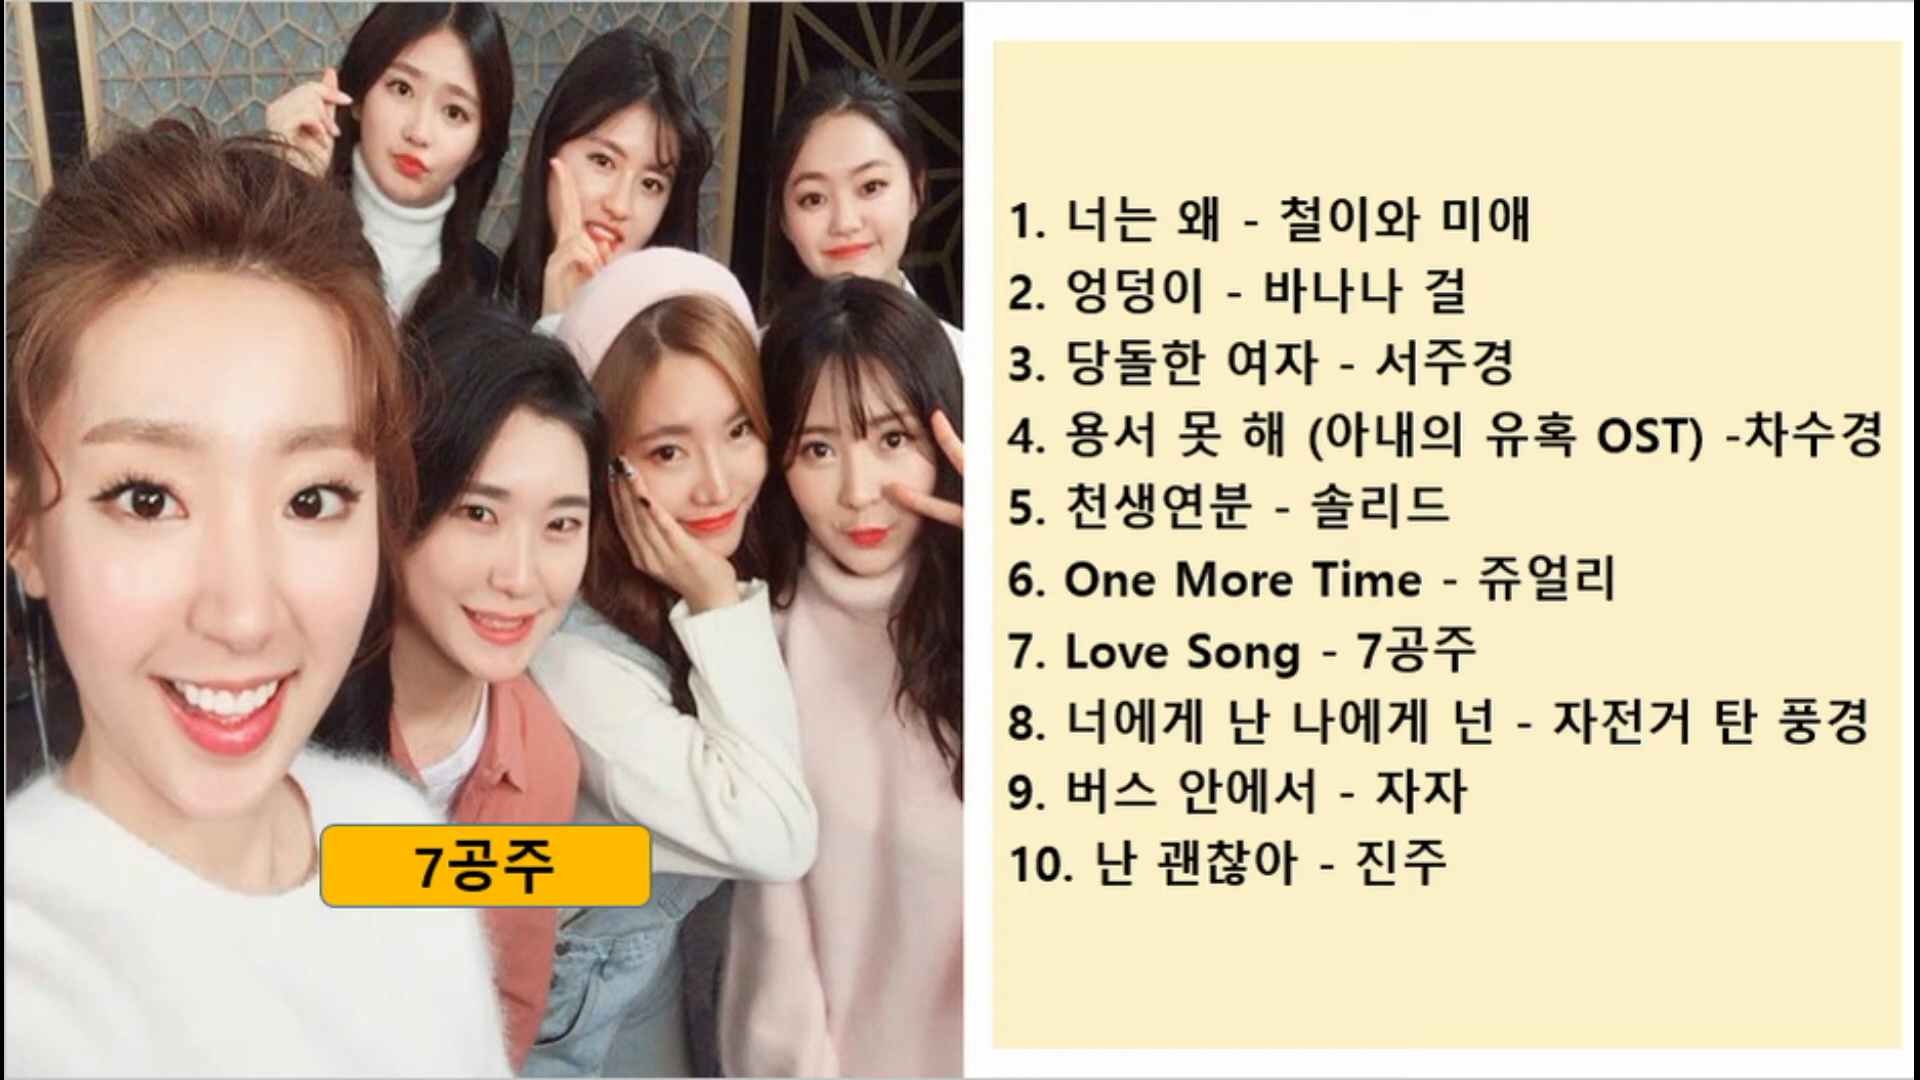 7공주
1. 너는 왜 - 철이와 미애
2. 엉덩이 - 바나나 걸
3. 당돌한 여자 - 서주경
4. 용서 못 해 (아내의 유혹 OST) -차수경
5. 천생연분 - 솔리드
6. One More Time - 쥬얼리
7. Love Song - 7공주
8. 너에게 난 나에게 넌 - 자전거 탄 풍경
9. 버스 안에서 - 자자
10. 난 괜찮아 - 진주